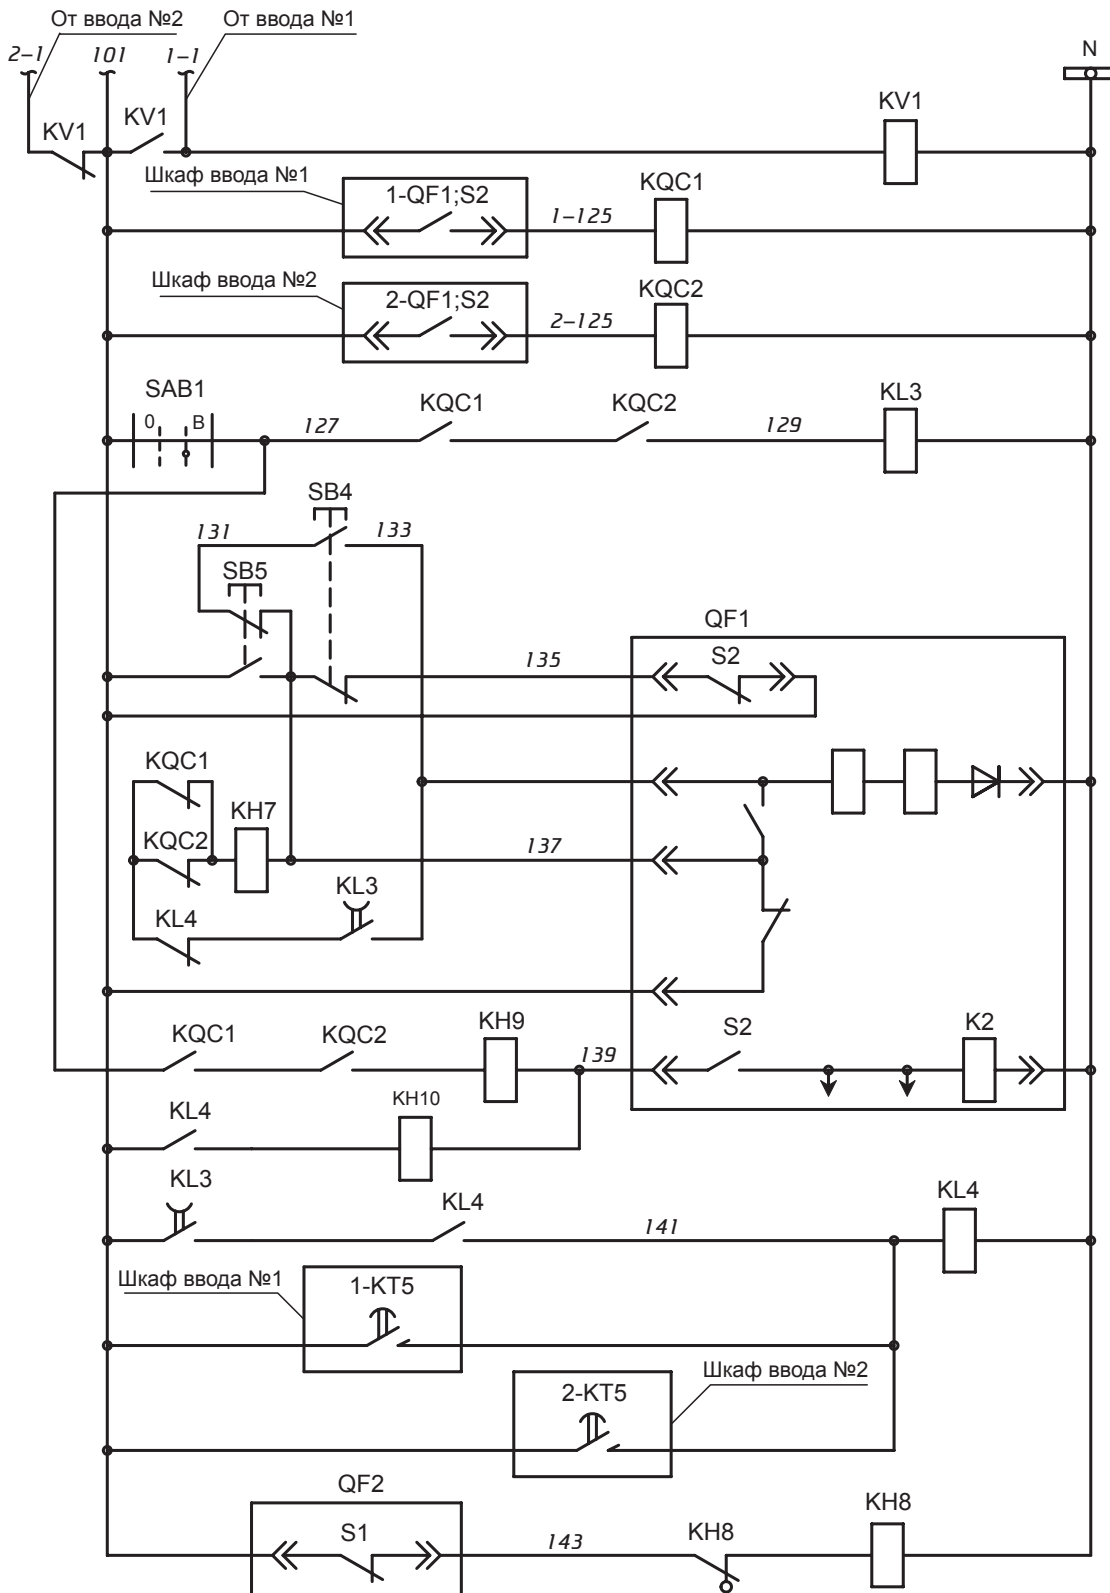 От ввода №2
От ввода №1
2–1
101
1–1
N
KV1
KV1
KV1
Шкаф ввода №1
1-QF1;S2
1–125
KQC1
Шкаф ввода №2
2-QF1;S2
2–125
KQC2
SAB1
0
B
127
KQC1
KQC2
129
KL3
SB4
131
133
SB5
QF1
135
S2
KQC1
KH7
KQC2
137
KL3
KL4
KQC1
KQC2
KH9
139
S2
K2
KL4
KH10
KL3
KL4
141
KL4
Шкаф ввода №1
1-KT5
Шкаф ввода №2
2-KT5
QF2
S1
143
KH8
KH8